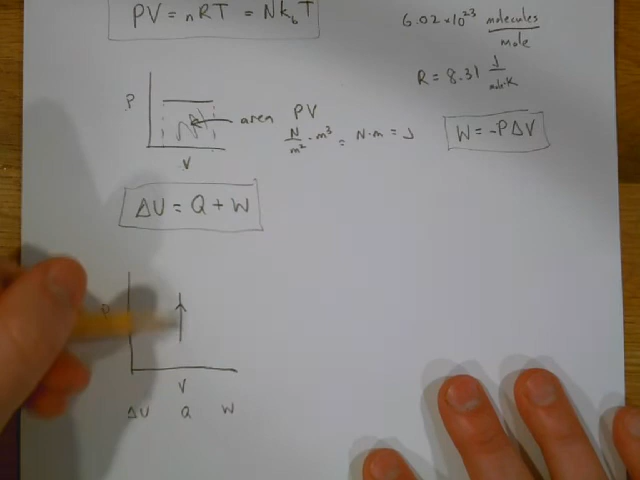 PV = nRT = Nk_bT
6.02×10^23 molecules/mole
R = 8.31 J/mol·K
P
V
area PV
N/m² · m³ = N·m = J
W = -PΔV
ΔU = Q + W
P
V
ΔU Q W